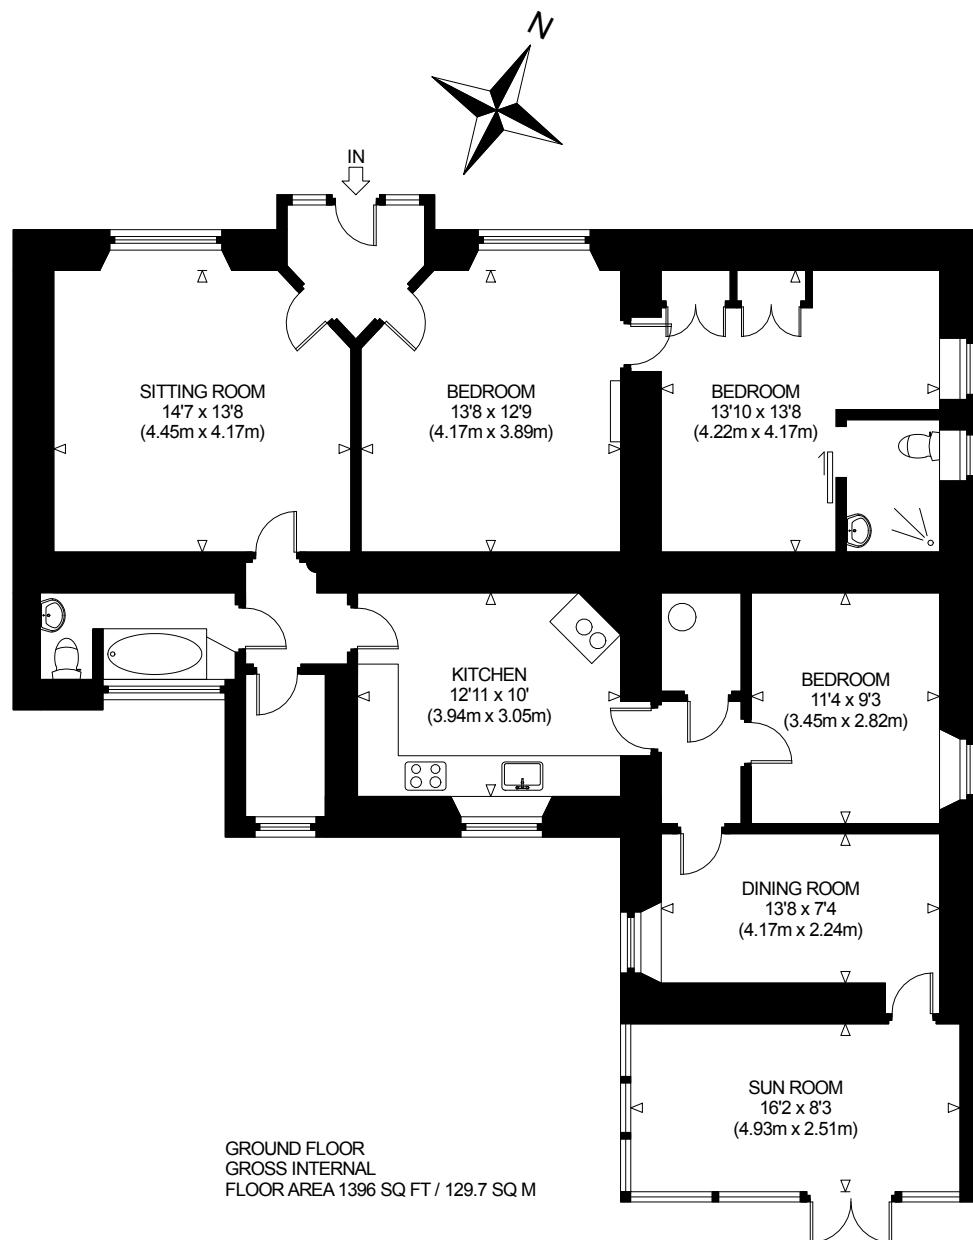 N
IN
SITTING ROOM
14'7 x 13'8
(4.45m x 4.17m)
BEDROOM
13'8 x 12'9
(4.17m x 3.89m)
BEDROOM
13'10 x 13'8
(4.22m x 4.17m)
KITCHEN
12'11 x 10'
(3.94m x 3.05m)
BEDROOM
11'4 x 9'3
(3.45m x 2.82m)
DINING ROOM
13'8 x 7'4
(4.17m x 2.24m)
SUN ROOM
16'2 x 8'3
(4.93m x 2.51m)
GROUND FLOOR
GROSS INTERNAL
FLOOR AREA 1396 SQ FT / 129.7 SQ M